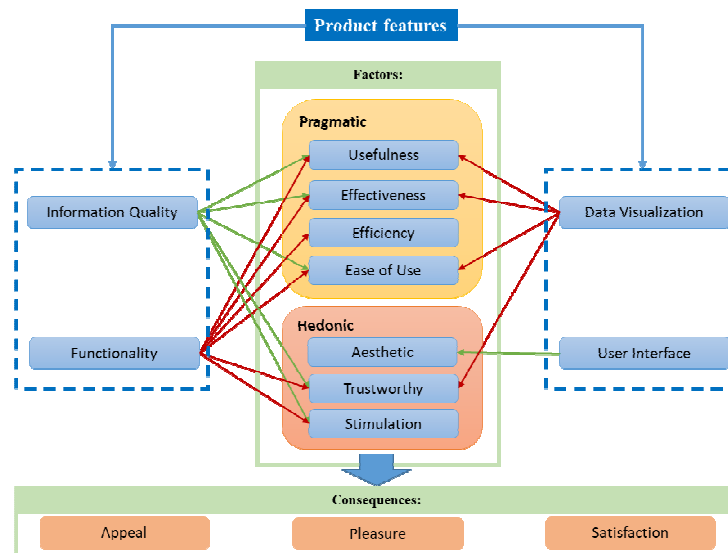 Product features
Factors:
Pragmatic
Usefulness
Effectiveness
Efficiency
Ease of Use
Information Quality
Functionality
Data Visualization
User Interface
Hedonic
Aesthetic
Trustworthy
Stimulation
Consequences:
Appeal
Pleasure
Satisfaction